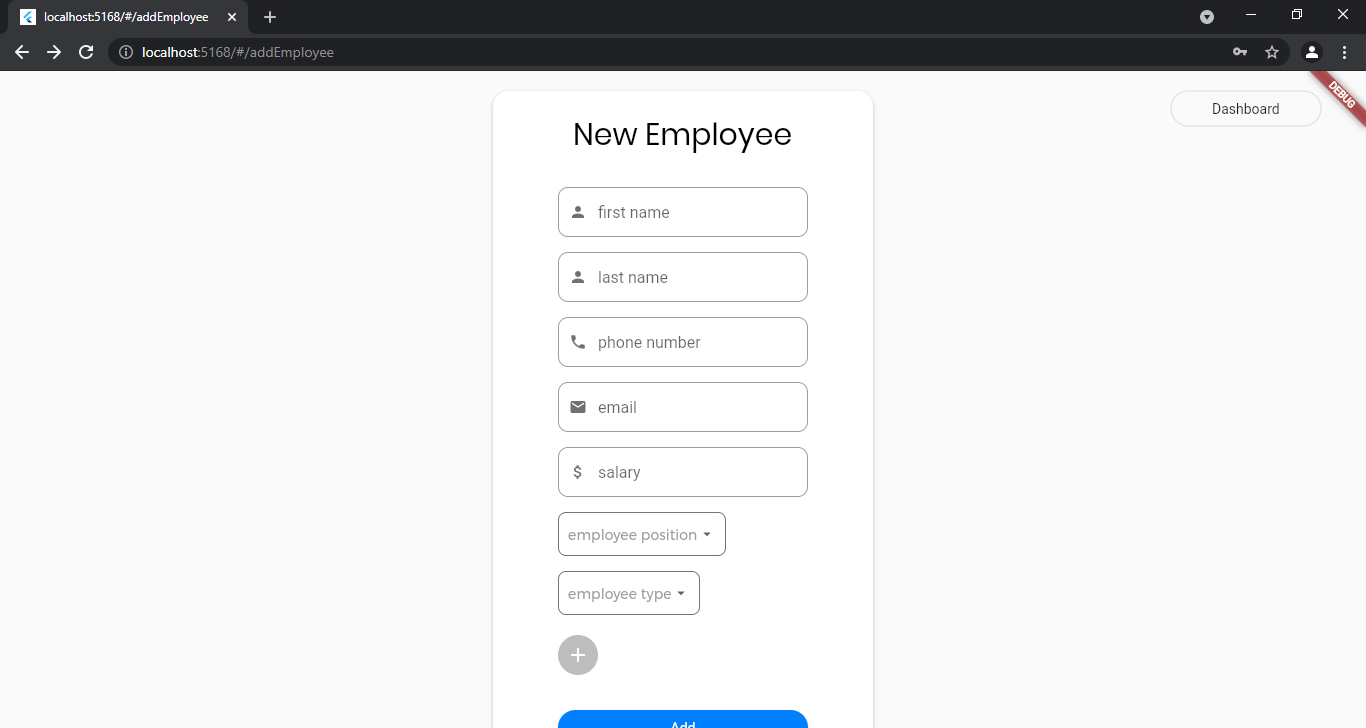 localhost:5168/#/addEmployee
localhost:5168/#/addEmployee
DEBUG
Dashboard
New Employee
first name
last name
phone number
email
$ salary
employee position
employee type
Add